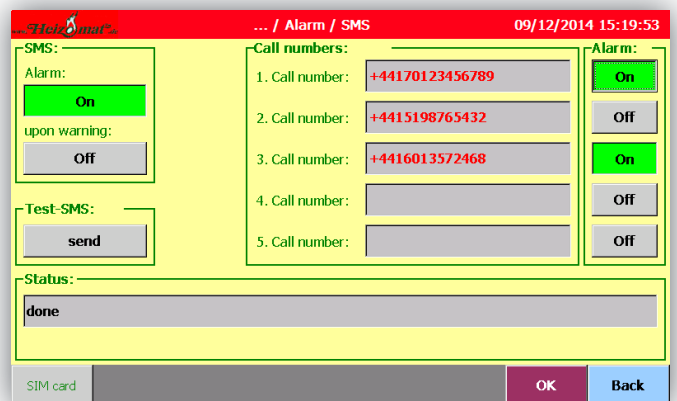 Heizomat
... / Alarm / SMS
09/12/2014 15:19:53
SMS:
Alarm:
On
upon warning:
Off
Test-SMS:
send
Call numbers:
Alarm:
1. Call number: +44170123456789 On
2. Call number: +4415198765432 Off
3. Call number: +4416013572468 On
4. Call number: Off
5. Call number: Off
Status:
done
SIM card
OK
Back